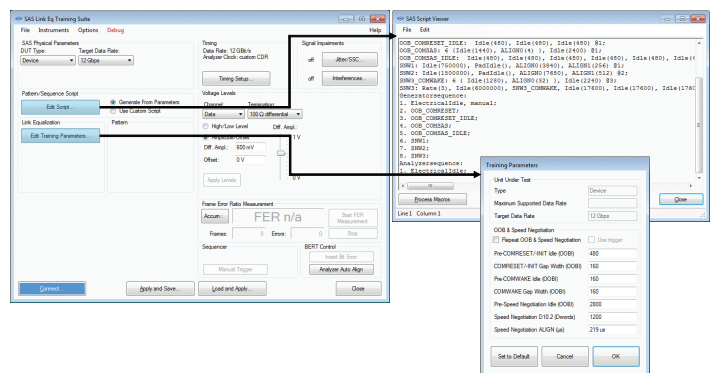 SAS Link Eq Training Suite
File Instruments Options Debug Help
SAS Physical Parameters
DUT Type: Target Data Rate:
Device 12 Gbps
Timing
Data Rate: 12 GBit/s
Analyzer Clock: custom CDR
Timing Setup...
Signal Impairments
off Jitter/SSC...
off Interferences...
Pattern/Sequence Script
Edit Script...
Generate From Parameters
Use Custom Script
Link Equalization Pattern
Edit Training Parameters...
Voltage Levels
Channel: Termination:
Data 100 Ω differential
High/Low Level Diff. Ampl.:
Amplitude/Offset 1 V
Diff. Ampl.: 600 mV
Offset: 0 V
Apply Levels 0 V
Frame Error Ratio Measurement
Accum... FER n/a Start FER Measurement
Frames: 0 Errors: 0 Stop
Sequencer BERT Control
Insert Bit Error
Manual Trigger Analyzer Auto Align
Connect... Apply and Save... Load and Apply... Close
SAS Script Viewer
File Edit
OOB_COMRESET_IDLE: Idle(480), Idle(480), Idle(480) @1;
OOB_COMSAS: 6 (Idle(1440), ALIGN0(4) ), Idle(2400) @1;
OOB_COMSAS_IDLE: Idle(480), Idle(480), Idle(480), Idle(480), Idle(480), Idle(4
SNW1: Idle(750000), PadIdle(), ALIGN0(3840), ALIGN1(256) @1;
SNW2: Idle(1500000), PadIdle(), ALIGN0(7680), ALIGN1(512) @2;
SNW3_COMWAKE: 6 ( Idle(280), ALIGN0(32) ), Idle(2240) @3;
SNW3: Rate(3), Idle(6000000), SNW3_COMWAKE, Idle(17600), Idle(17600), Idle(1760
Generatorsequence:
1. ElectricalIdle, manual;
2. OOB_COMRESET;
3. OOB_COMRESET_IDLE;
4. OOB_COMSAS;
5. OOB_COMSAS_IDLE;
6. SNW1;
7. SNW2;
8. SNW3;
Analyzersequence:
1. ElectricalIdle;
Process Macros Close
Line1 Column1
Training Parameters
Unit Under Test
Type Device
Maximum Supported Data Rate
Target Data Rate 12 Gbps
OOB & Speed Negotiation
Repeat OOB & Speed Negotiation Use trigger
Pre-COMRESET/-INIT Idle (OOBI) 480
COMRESET/-INIT Gap Width (OOBI) 160
Pre-COMWAKE Idle (OOBI) 160
COMWAKE Gap Width (OOBI) 160
Pre-Speed Negotiation Idle (OOBI) 2800
Speed Negotiation D10.2 (Dwords) 1200
Speed Negotiation ALIGN (µs) 219 us
Set to Default Cancel OK